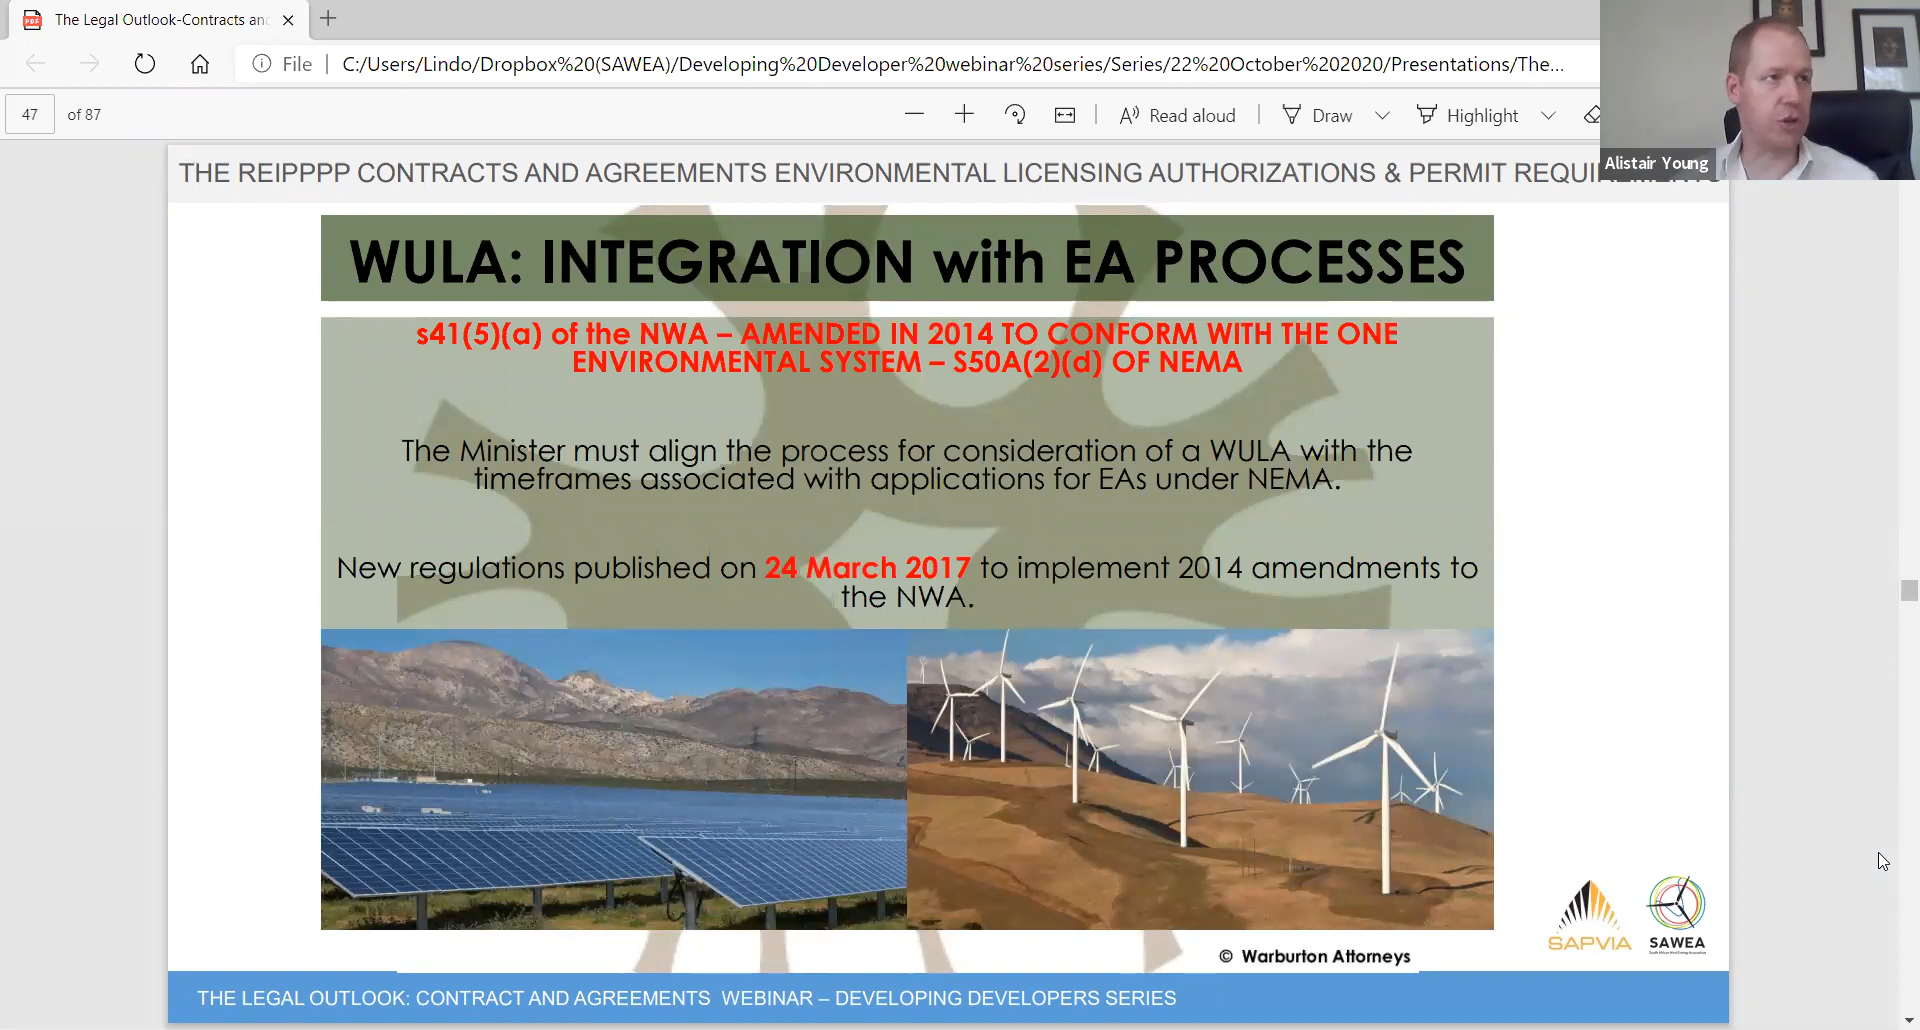 The Legal Outlook-Contracts and
File
C:/Users/Lindo/Dropbox%20(SAWEA)/Developing%20Developer%20webinar%20series/Series/22%20October%202020/Presentations/The...
47 of 87
Read aloud
Draw
Highlight
Alistair Young
THE REIPPPP CONTRACTS AND AGREEMENTS ENVIRONMENTAL LICENSING AUTHORIZATIONS & PERMIT REQUIREMENTS
WULA: INTEGRATION with EA PROCESSES
s41(5)(a) of the NWA – AMENDED IN 2014 TO CONFORM WITH THE ONE
ENVIRONMENTAL SYSTEM – S50A(2)(d) OF NEMA
The Minister must align the process for consideration of a WULA with the
timeframes associated with applications for EAs under NEMA.
New regulations published on 24 March 2017 to implement 2014 amendments to
the NWA.
SAPVIA
SAWEA
© Warburton Attorneys
THE LEGAL OUTLOOK: CONTRACT AND AGREEMENTS WEBINAR – DEVELOPING DEVELOPERS SERIES